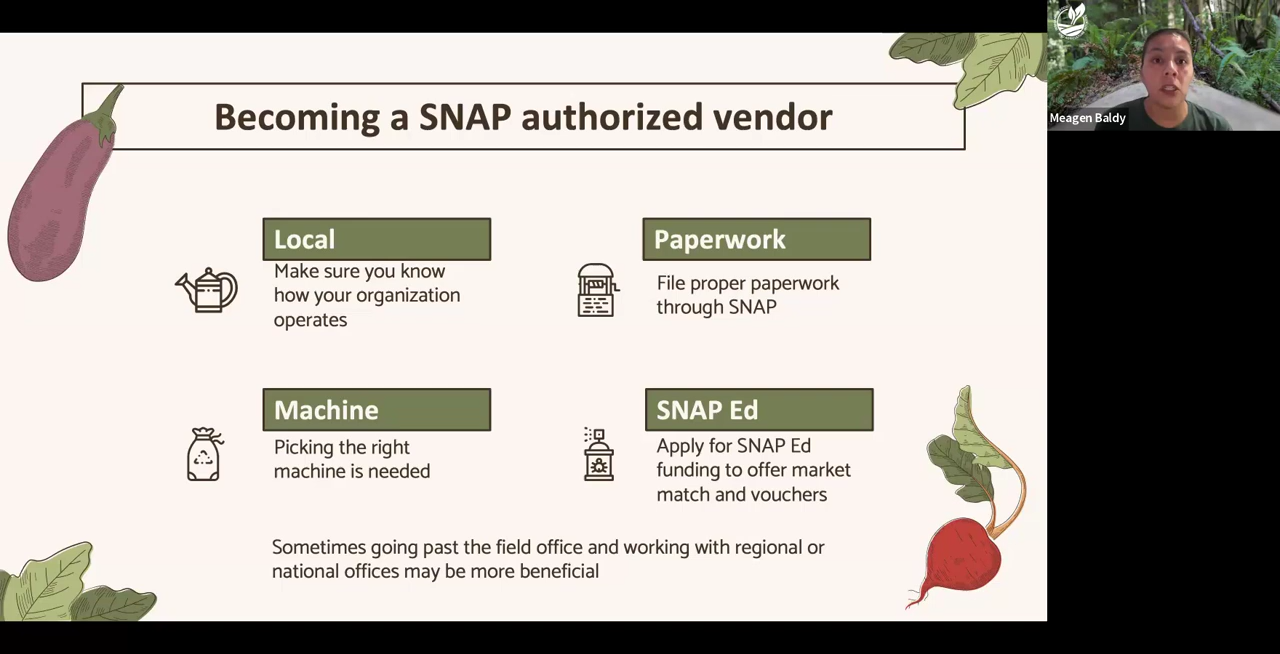 Becoming a SNAP authorized vendor
Local
Make sure you know
how your organization
operates
Paperwork
File proper paperwork
through SNAP
Machine
Picking the right
machine is needed
SNAP Ed
Apply for SNAP Ed
funding to offer market
match and vouchers
Sometimes going past the field office and working with regional or
national offices may be more beneficial
Meagen Baldy